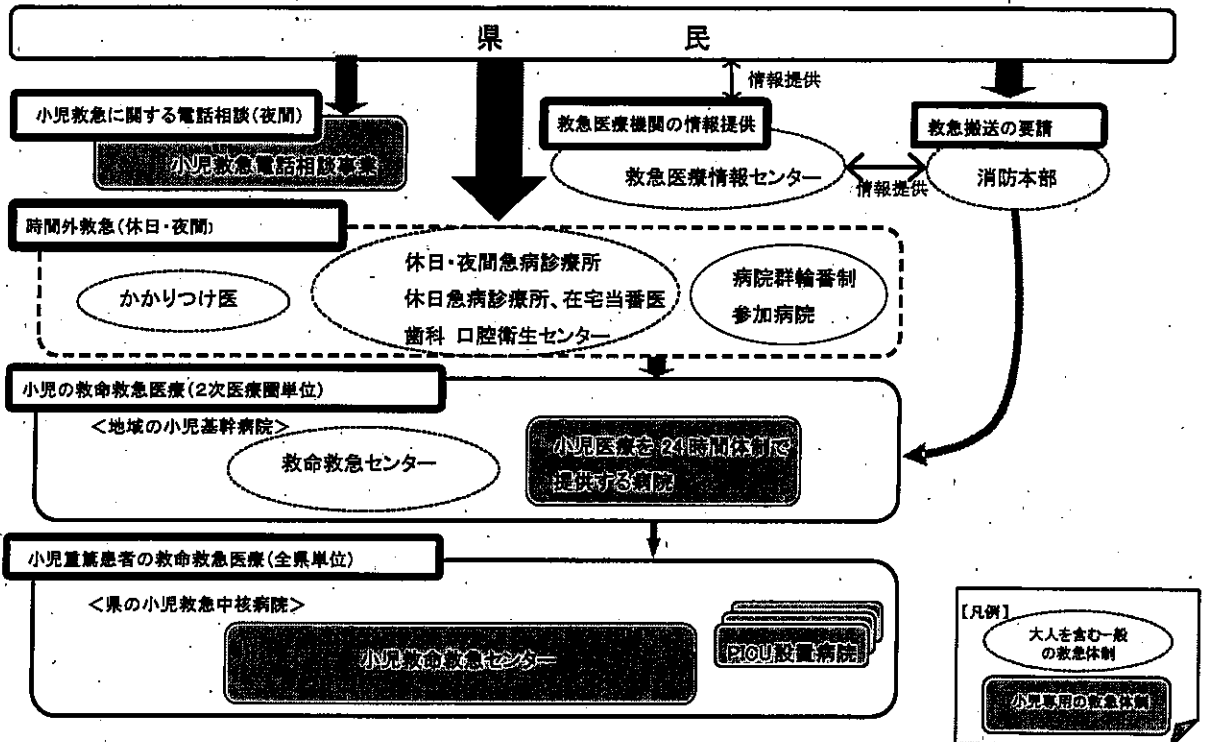 県　民
情報提供
小児救急に関する電話相談（夜間）
小児救急電話相談事業
救急医療機関の情報提供
救急医療情報センター
情報提供
救急搬送の要請
消防本部
時間外救急（休日・夜間）
かかりつけ医
休日・夜間急病診療所
休日急病診療所、在宅当番医
歯科 口腔衛生センター
病院群輪番制
参加病院
小児の救命救急医療（2次医療圏単位）
＜地域の小児基幹病院＞
救命救急センター
小児医療を24時間体制で
提供する病院
小児重篤患者の救命救急医療（全県単位）
＜県の小児救急中核病院＞
小児救命救急センター
PICU設置病院
【凡例】
大人を含む一般
の救急体制
小児専用の救急体制